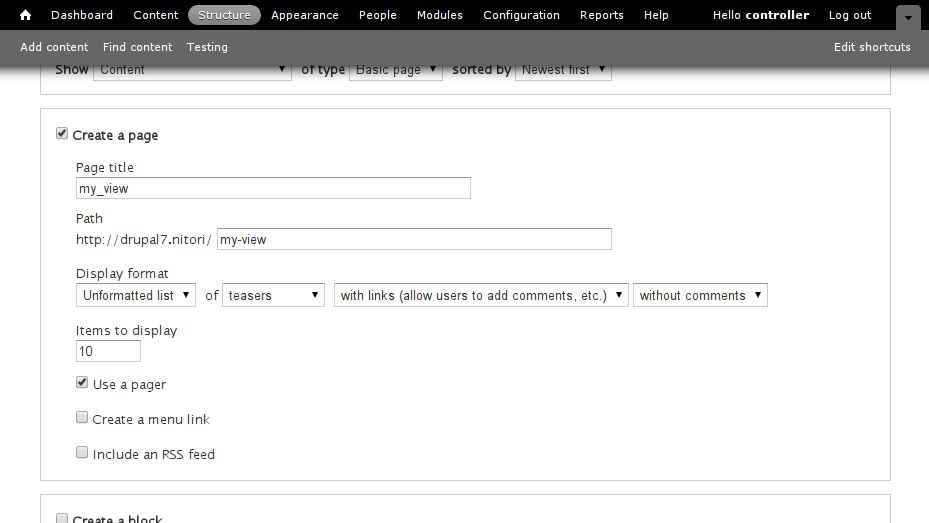 Dashboard Content Structure Appearance People Modules Configuration Reports Help Hello controller Log out
Add content Find content Testing Edit shortcuts
Show Content of type Basic page sorted by Newest first
Create a page
Page title
my_view
Path
http://drupal7.nitori/ my-view
Display format
Unformatted list of teasers with links (allow users to add comments, etc.) without comments
Items to display
10
Use a pager
Create a menu link
Include an RSS feed
Create a block